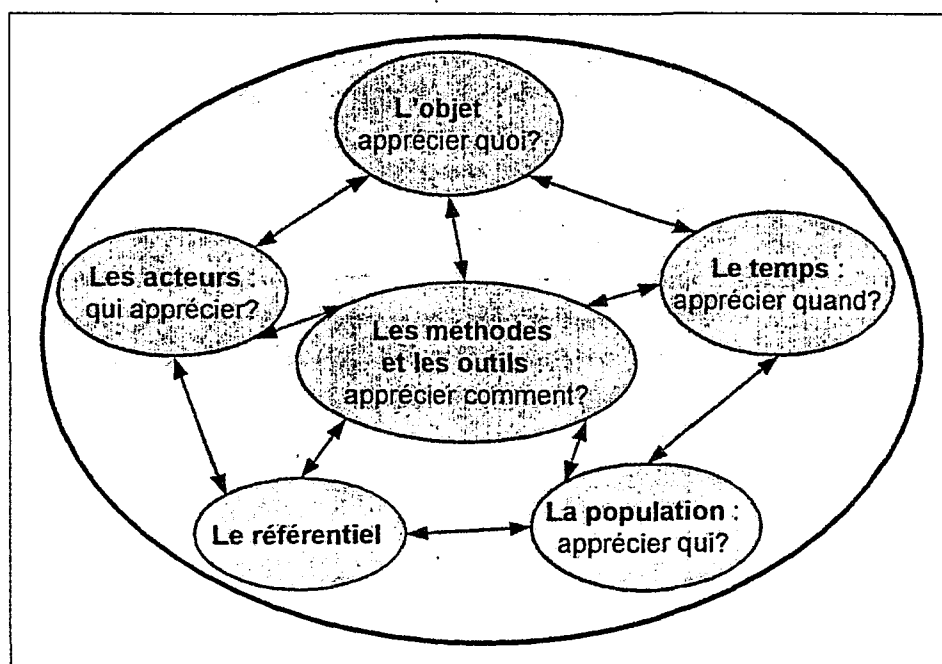 L'objet
apprécier quoi?
Les acteurs :
qui apprécier?
Le temps :
apprécier quand?
Les méthodes
et les outils
apprécier comment?
Le référentiel
La population :
apprécier qui?